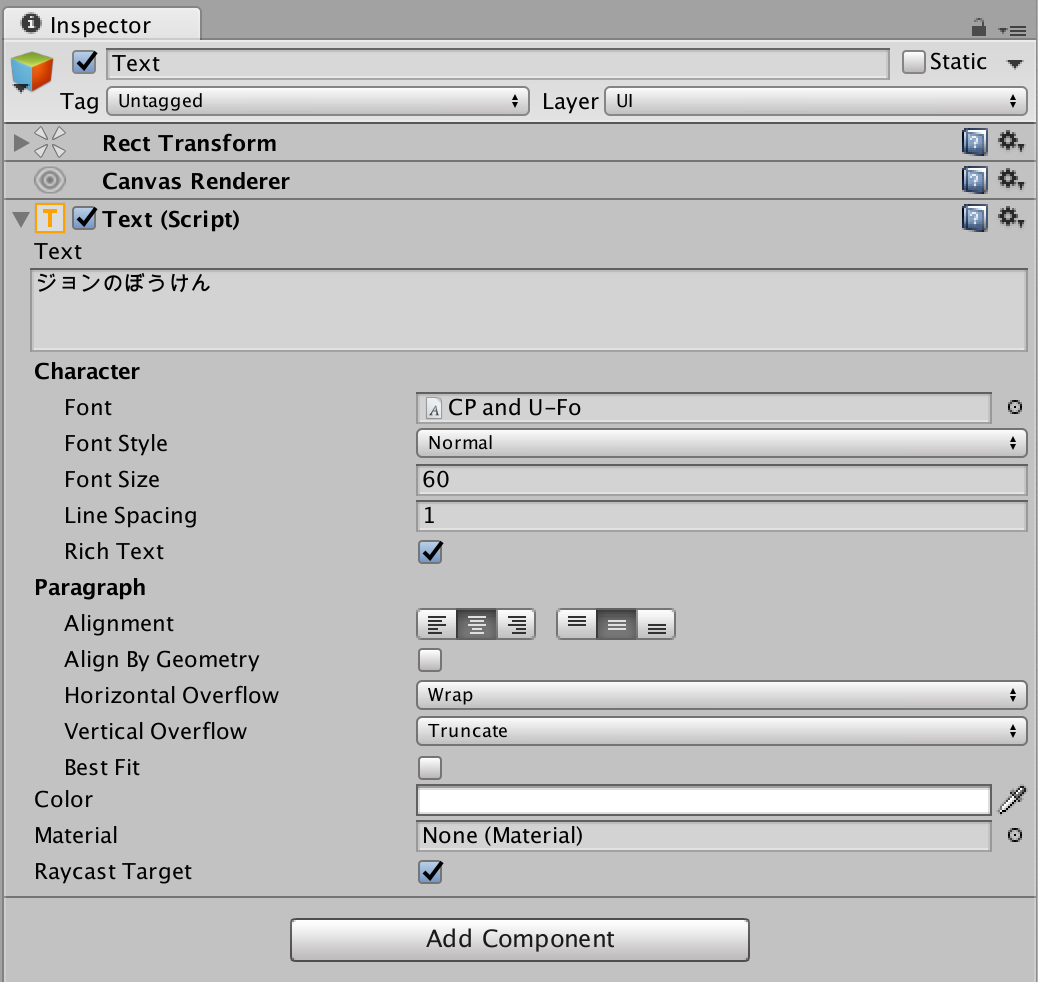 Inspector
Text Static
Tag Untagged Layer UI
Rect Transform
Canvas Renderer
T Text (Script)
Text
ジョンのぼうけん
Character
Font CP and U-Fo
Font Style Normal
Font Size 60
Line Spacing 1
Rich Text
Paragraph
Alignment
Align By Geometry
Horizontal Overflow Wrap
Vertical Overflow Truncate
Best Fit
Color
Material None (Material)
Raycast Target
Add Component